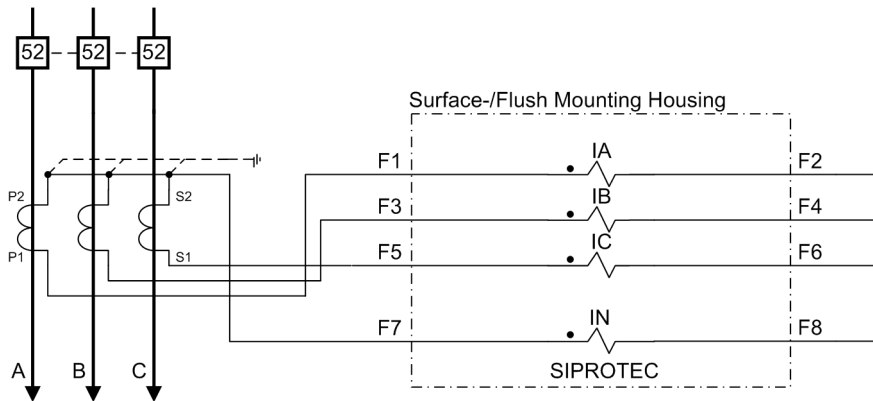 52 52 52
Surface-/Flush Mounting Housing
F1 IA F2
P2 S2
F3 IB F4
P1 S1
F5 IC F6
F7 IN F8
A B C
SIPROTEC